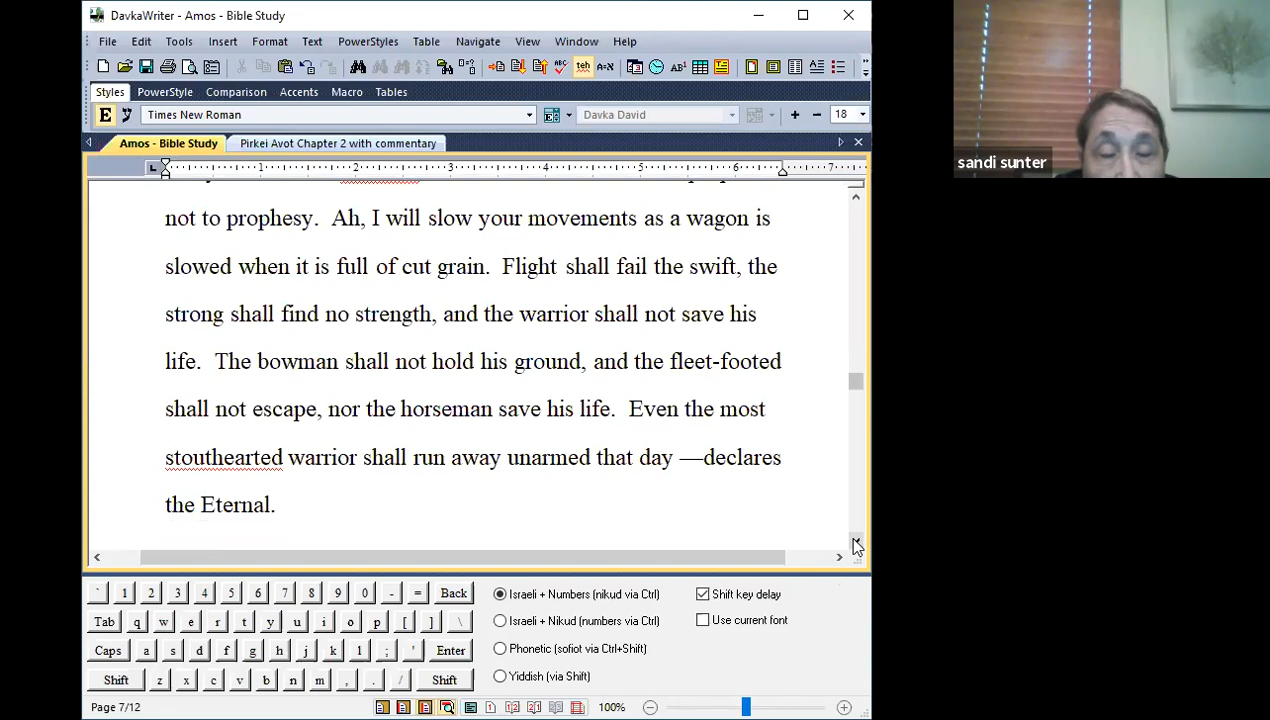 DavkaWriter - Amos - Bible Study
File Edit Tools Insert Format Text PowerStyles Table Navigate View Window Help
Styles PowerStyle Comparison Accents Macro Tables
E Times New Roman Davka David + − 18
Amos - Bible Study Pirkei Avot Chapter 2 with commentary
1 2 3 4 5 6 7
not to prophesy. Ah, I will slow your movements as a wagon is
slowed when it is full of cut grain. Flight shall fail the swift, the
strong shall find no strength, and the warrior shall not save his
life. The bowman shall not hold his ground, and the fleet-footed
shall not escape, nor the horseman save his life. Even the most
stouthearted warrior shall run away unarmed that day —declares
the Eternal.
` 1 2 3 4 5 6 7 8 9 0 - = Back
Tab q w e r t y u i o p [ ] \
Caps a s d f g h j k l ; ' Enter
Shift z x c v b n m , . / Shift
Israeli + Numbers (nikud via Ctrl)
Israeli + Nikud (numbers via Ctrl)
Phonetic (sofiot via Ctrl+Shift)
Yiddish (via Shift)
Shift key delay
Use current font
Page 7/12 100%
sandi sunter